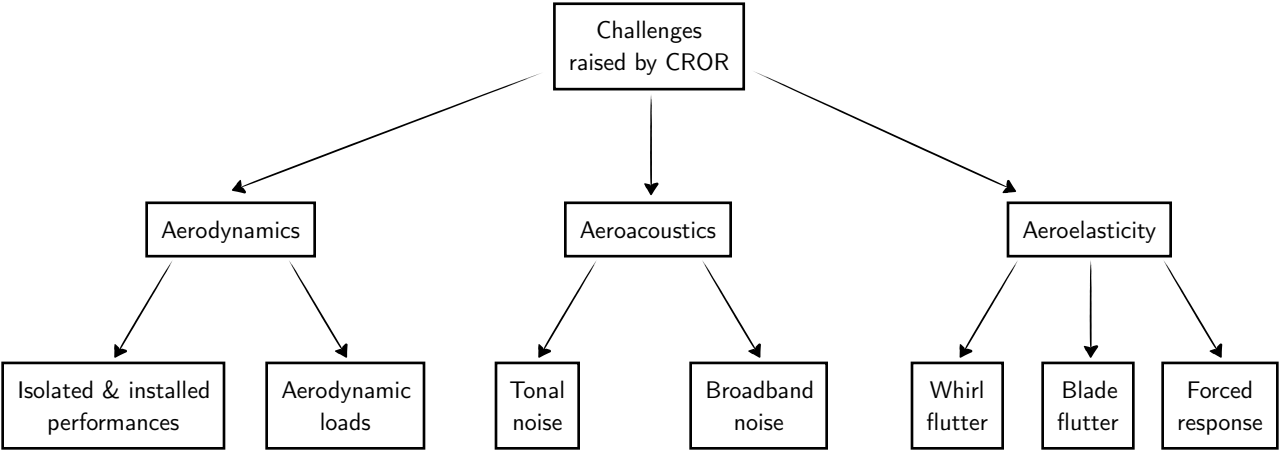 Challenges
raised by CROR
Aerodynamics
Aeroacoustics
Aeroelasticity
Isolated & installed
performances
Aerodynamic
loads
Tonal
noise
Broadband
noise
Whirl
flutter
Blade
flutter
Forced
response